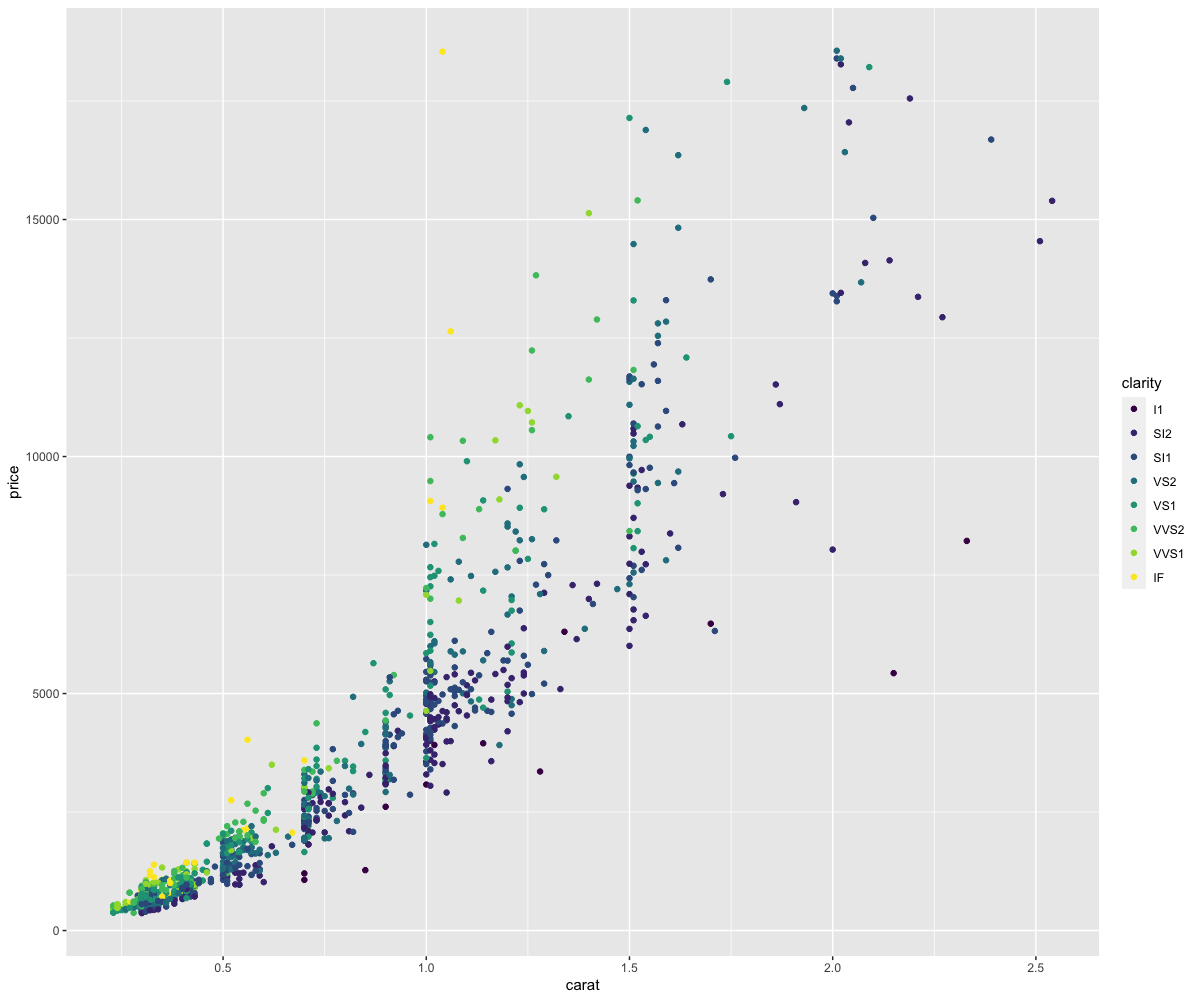 15000
10000
5000
0
price
0.5 1.0 1.5 2.0 2.5
carat
clarity
I1
SI2
SI1
VS2
VS1
VVS2
VVS1
IF